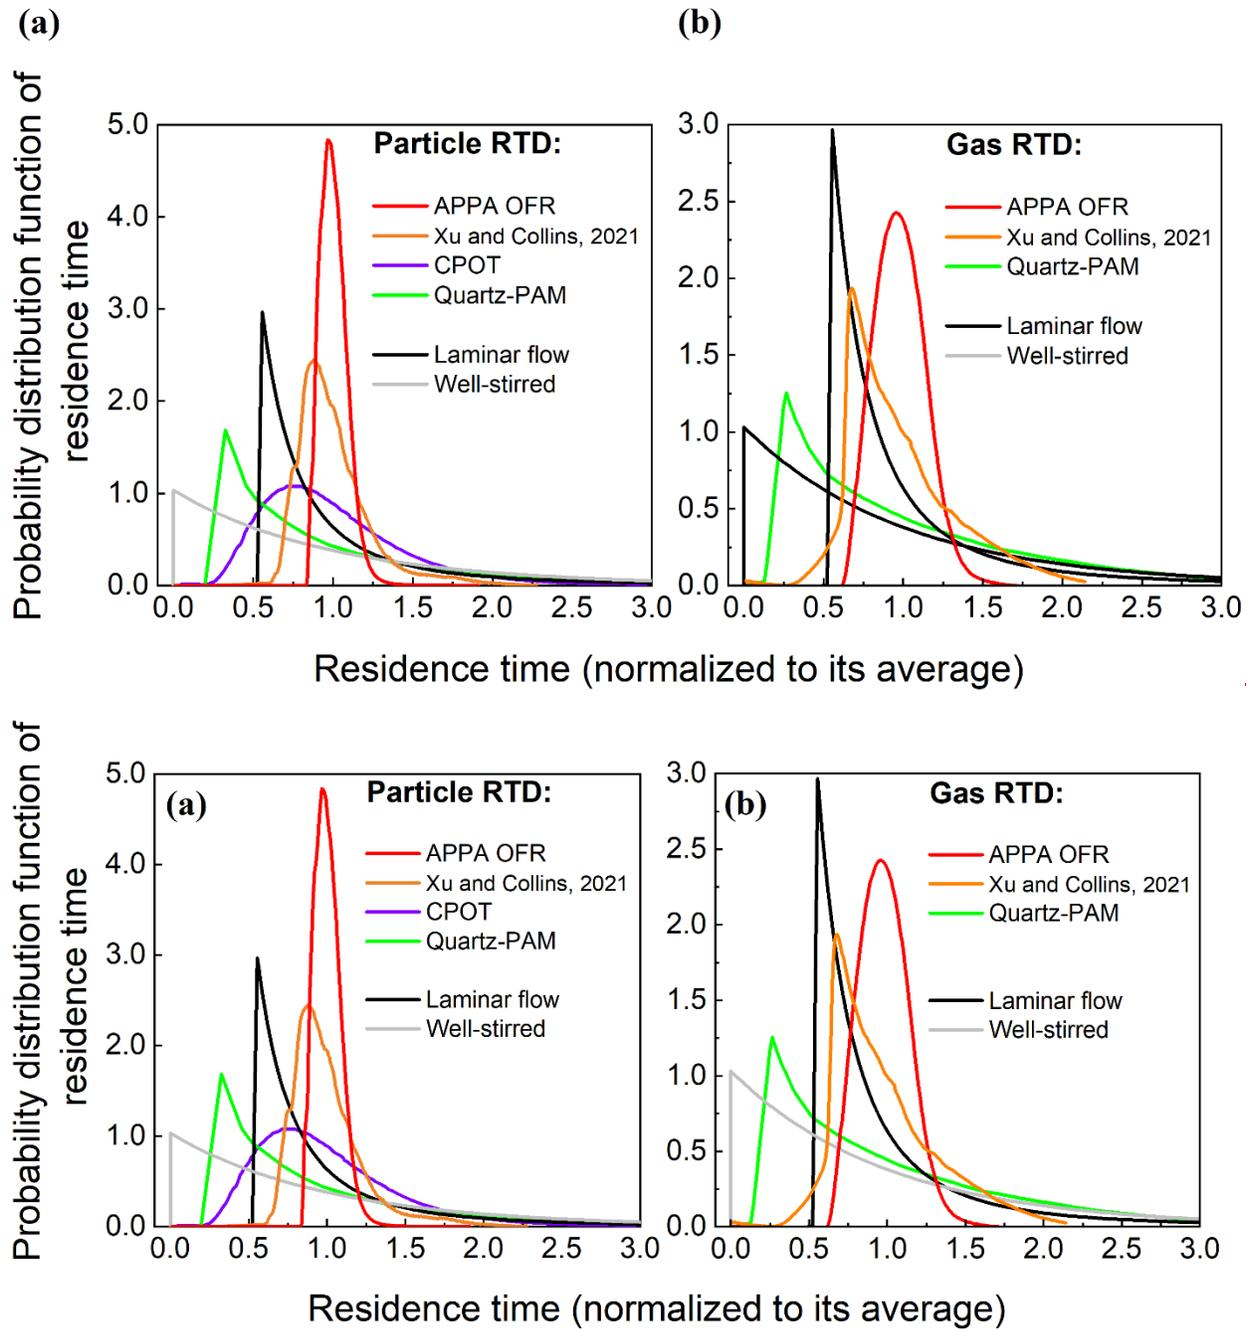 (a)
(b)
Probability distribution function of
residence time
5.0
4.0
3.0
2.0
1.0
0.0
0.0 0.5 1.0 1.5 2.0 2.5 3.0
Particle RTD:
APPA OFR
Xu and Collins, 2021
CPOT
Quartz-PAM
Laminar flow
Well-stirred
3.0
2.5
2.0
1.5
1.0
0.5
0.0
0.0 0.5 1.0 1.5 2.0 2.5 3.0
Gas RTD:
APPA OFR
Xu and Collins, 2021
Quartz-PAM
Laminar flow
Well-stirred
Residence time (normalized to its average)
Probability distribution function of
residence time
5.0
4.0
3.0
2.0
1.0
0.0
0.0 0.5 1.0 1.5 2.0 2.5 3.0
(a)
Particle RTD:
APPA OFR
Xu and Collins, 2021
CPOT
Quartz-PAM
Laminar flow
Well-stirred
3.0
2.5
2.0
1.5
1.0
0.5
0.0
0.0 0.5 1.0 1.5 2.0 2.5 3.0
(b)
Gas RTD:
APPA OFR
Xu and Collins, 2021
Quartz-PAM
Laminar flow
Well-stirred
Residence time (normalized to its average)